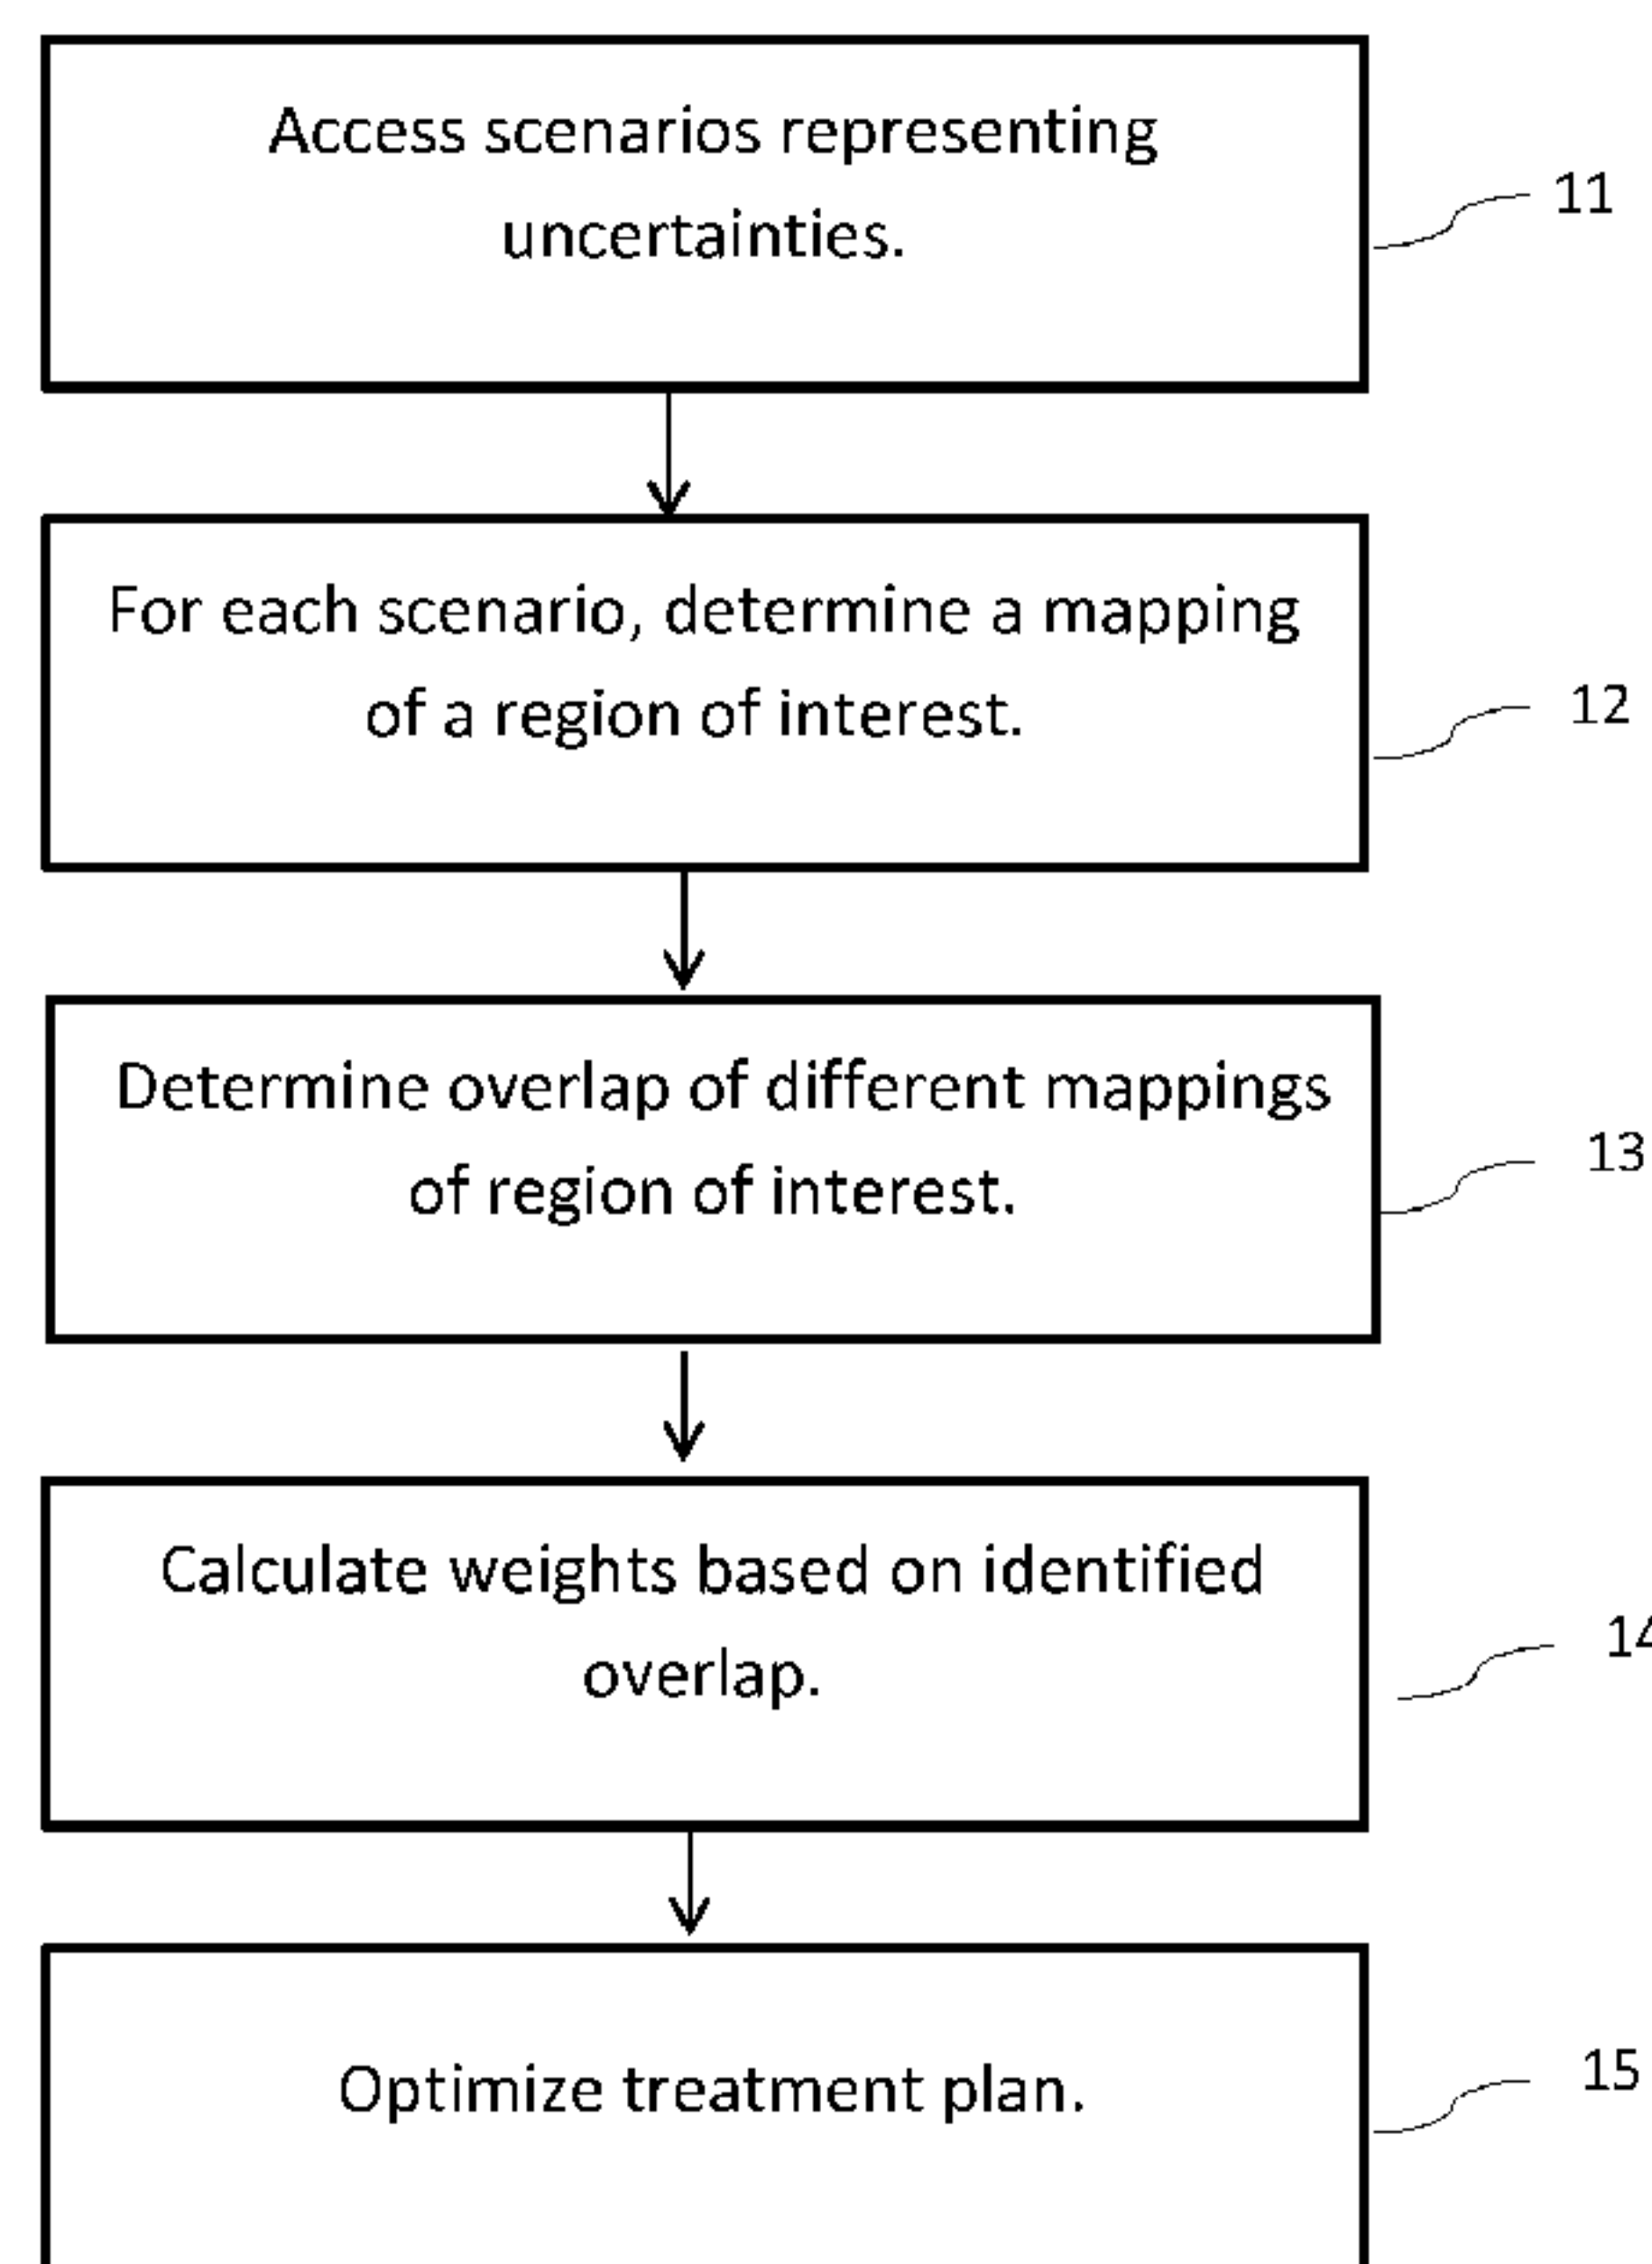 Access scenarios representing
uncertainties.
11
For each scenario, determine a mapping
of a region of interest.
12
Determine overlap of different mappings
of region of interest.
13
Calculate weights based on identified
overlap.
14
Optimize treatment plan.
15